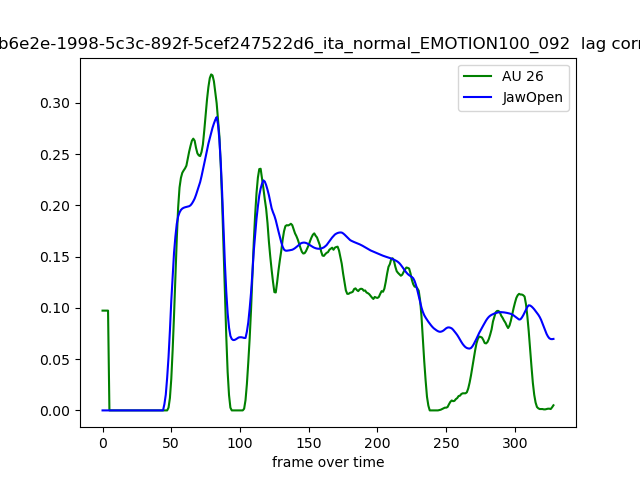 b6e2e-1998-5c3c-892f-5cef247522d6_ita_normal_EMOTION100_092 lag corr
AU 26
JawOpen
0.30
0.25
0.20
0.15
0.10
0.05
0.00
0 50 100 150 200 250 300
frame over time